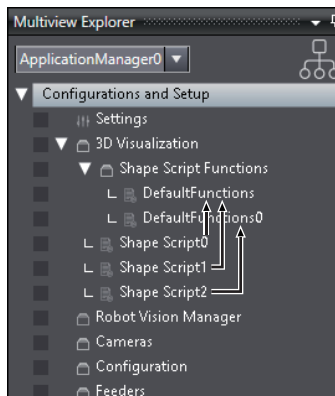 Multiview Explorer
ApplicationManager0
Configurations and Setup
Settings
3D Visualization
Shape Script Functions
DefaultFunctions
DefaultFunctions0
Shape Script0
Shape Script1
Shape Script2
Robot Vision Manager
Cameras
Configuration
Feeders